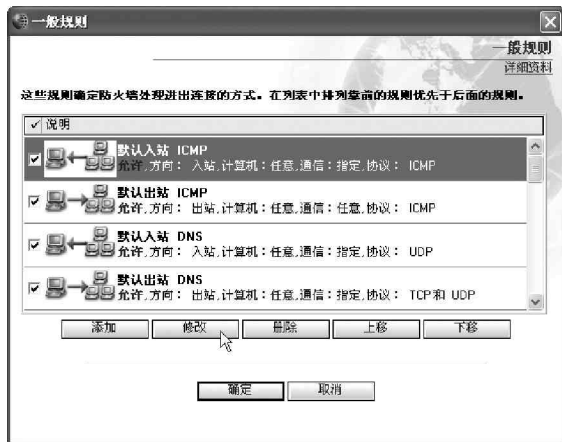 一般规则
一般规则
详细资料
这些规则确定防火墙处理进出连接的方式。在列表中排列靠前的规则优先于后面的规则。
说明
默认入站 ICMP
允许,方向： 入站,计算机：任意,通信：指定,协议： ICMP
默认出站 ICMP
允许,方向： 出站,计算机：任意,通信：任意,协议： ICMP
默认入站 DNS
允许,方向： 入站,计算机：任意,通信：指定,协议： UDP
默认出站 DNS
允许,方向： 出站,计算机：任意,通信：指定,协议： TCP和 UDP
添加
修改
删除
上移
下移
确定
取消